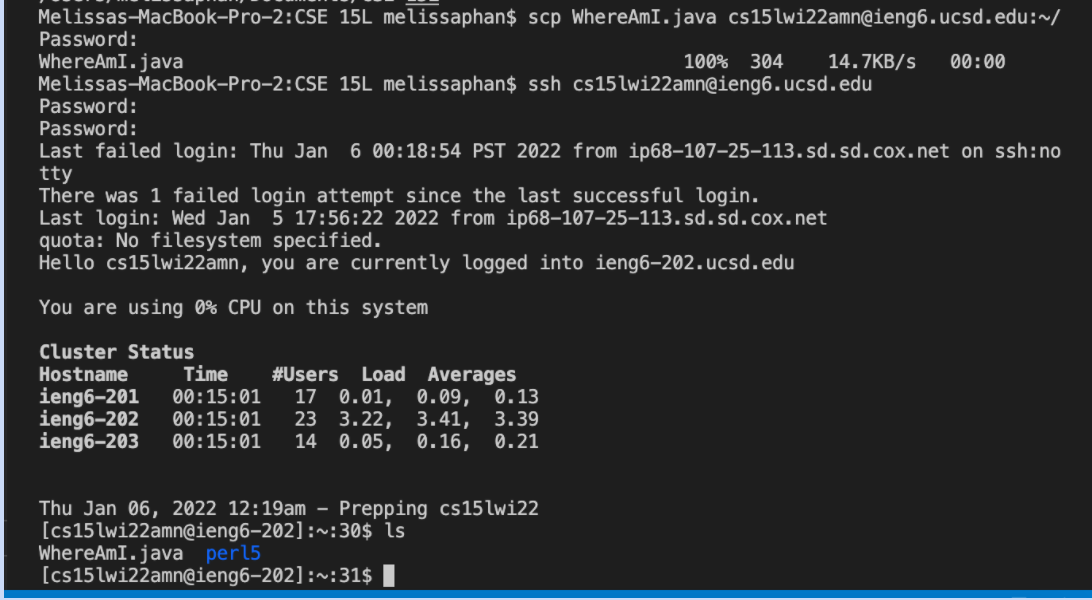 Melissas-MacBook-Pro-2:CSE 15L melissaphan$ scp WhereAmI.java cs15lwi22amn@ieng6.ucsd.edu:~/
Password:
WhereAmI.java 100% 304 14.7KB/s 00:00
Melissas-MacBook-Pro-2:CSE 15L melissaphan$ ssh cs15lwi22amn@ieng6.ucsd.edu
Password:
Password:
Last failed login: Thu Jan  6 00:18:54 PST 2022 from ip68-107-25-113.sd.sd.cox.net on ssh:no
tty
There was 1 failed login attempt since the last successful login.
Last login: Wed Jan  5 17:56:22 2022 from ip68-107-25-113.sd.sd.cox.net
quota: No filesystem specified.
Hello cs15lwi22amn, you are currently logged into ieng6-202.ucsd.edu
You are using 0% CPU on this system
Cluster Status
Hostname Time #Users Load Averages
ieng6-201 00:15:01 17 0.01, 0.09, 0.13
ieng6-202 00:15:01 23 3.22, 3.41, 3.39
ieng6-203 00:15:01 14 0.05, 0.16, 0.21
Thu Jan 06, 2022 12:19am - Prepping cs15lwi22
[cs15lwi22amn@ieng6-202]:~:30$ ls
WhereAmI.java perl5
[cs15lwi22amn@ieng6-202]:~:31$